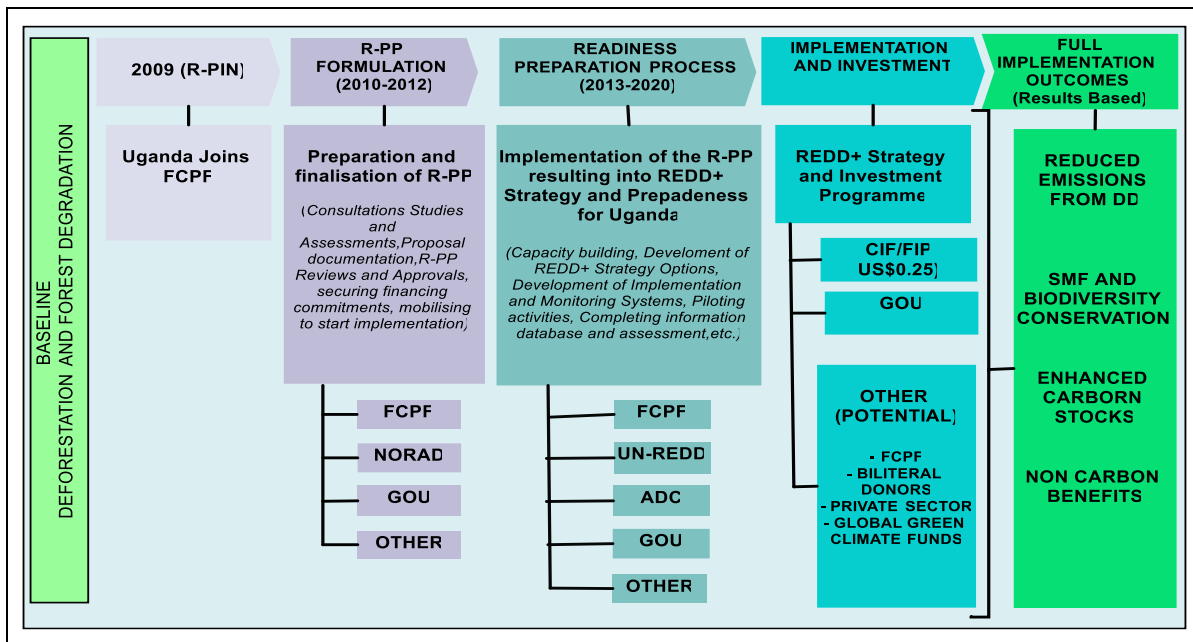 BASELINE
DEFORESTATION AND FOREST DEGRADATION
2009 (R-PIN)
Uganda Joins
FCPF
R-PP
FORMULATION
(2010-2012)
Preparation and
finalisation of R-PP
(Consultations Studies
and
Assessments,Proposal
documentation,R-PP
Reviews and Approvals,
securing financing
commitments, mobilising
to start implementation)
FCPF
NORAD
GOU
OTHER
READINESS
PREPARATION PROCESS
(2013-2020)
Implementation of the R-PP
resulting into REDD+
Strategy and Prepadeness
for Uganda
(Capacity building, Develoment of
REDD+ Strategy Options,
Development of Implementation
and Monitoring Systems, Piloting
activities, Completing information
database and assessment,etc.)
FCPF
UN-REDD
ADC
GOU
OTHER
IMPLEMENTATION
AND INVESTMENT
REDD+ Strategy
and Investment
Programme
CIF/FIP
US$0.25)
GOU
OTHER
(POTENTIAL)
- FCPF
- BILITERAL
DONORS
- PRIVATE SECTOR
- GLOBAL GREEN
CLIMATE FUNDS
FULL
IMPLEMENTATION
OUTCOMES
(Results Based)
REDUCED
EMISSIONS
FROM DD
SMF AND
BIODIVERSITY
CONSERVATION
ENHANCED
CARBORN
STOCKS
NON CARBON
BENEFITS